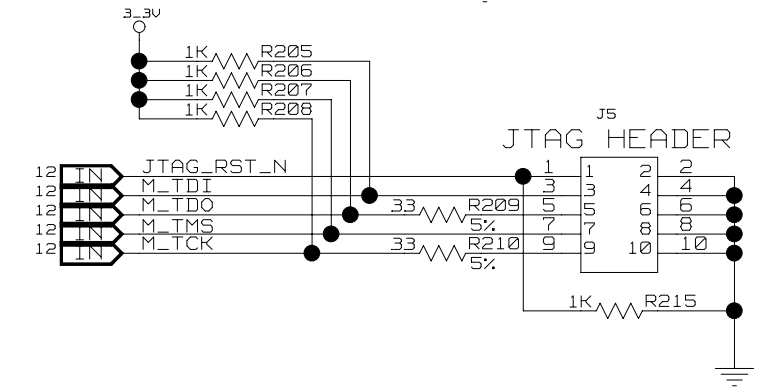 3_3V
1K R205
1K R206
1K R207
1K R208
J5
JTAG HEADER
12 IN JTAG_RST_N 1 1 2 2
12 IN M_TDI 3 3 4 4
12 IN M_TDO 33 R209 5% 5 5 6 6
12 IN M_TMS 7 7 8 8
12 IN M_TCK 33 R210 5% 9 9 10 10
1K R215